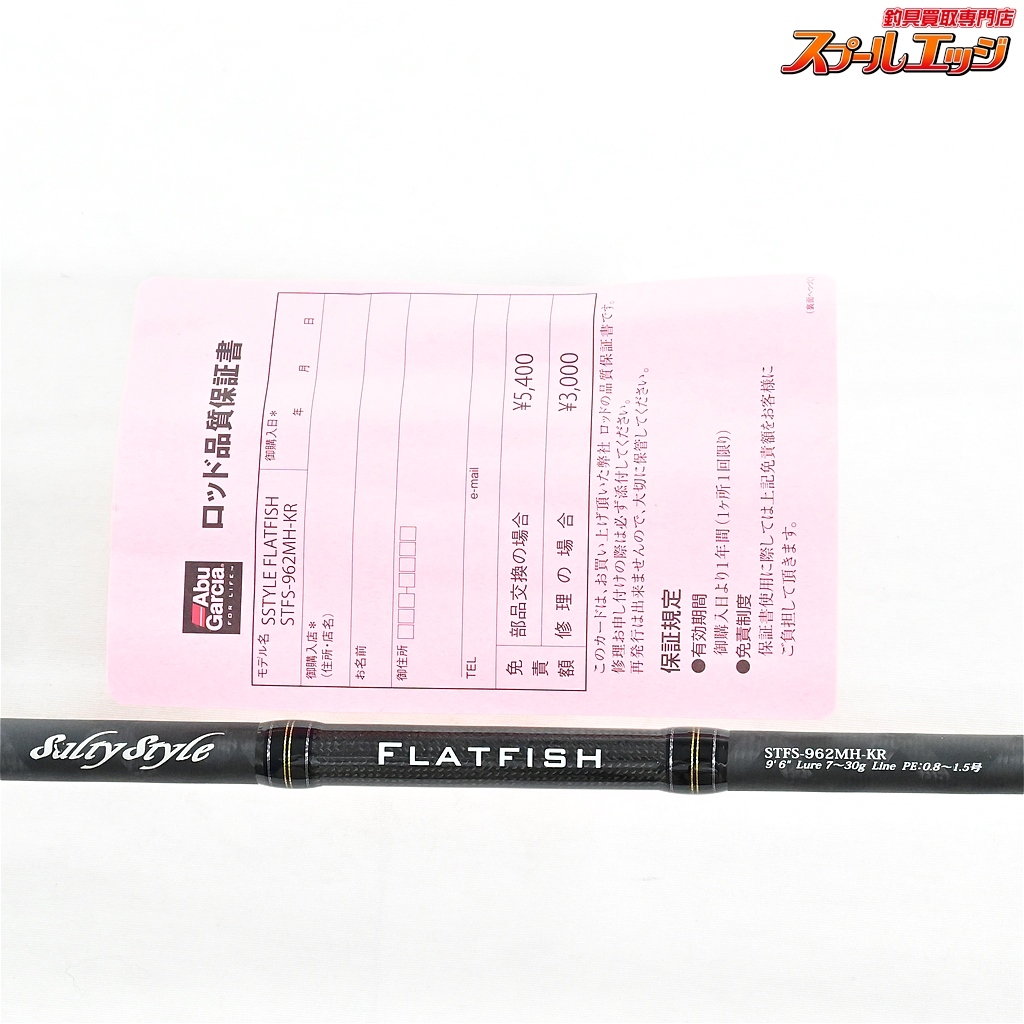 釣具買取専門店
スプールエッジ
Abu
Garcia®
FOR LIFE™
ロッド品質保証書
モデル名 SSTYLE FLATFISH
STFS-962MH-KR
御購入日* 年 月 日
御購入店*
(住所・店名)
お名前
御住所
TEL e-mail
免責額
部品交換の場合 ¥5,400
修理の場合 ¥3,000
このカードは、お買い上げ頂いた弊社 ロッドの品質保証書です。
修理お申し付けの際は必ず添付してください。
再発行は出来ませんので、大切に保管してください。
保証規定
●有効期間
御購入日より1年間(1ヶ所1回限り)
●免責制度
保証書使用に際しては上記免責額をお客様に
ご負担して頂きます。
(裏面へつづく)
SaltyStyle
FLATFISH
STFS-962MH-KR
9'6" Lure 7~30g Line PE:0.8~1.5号